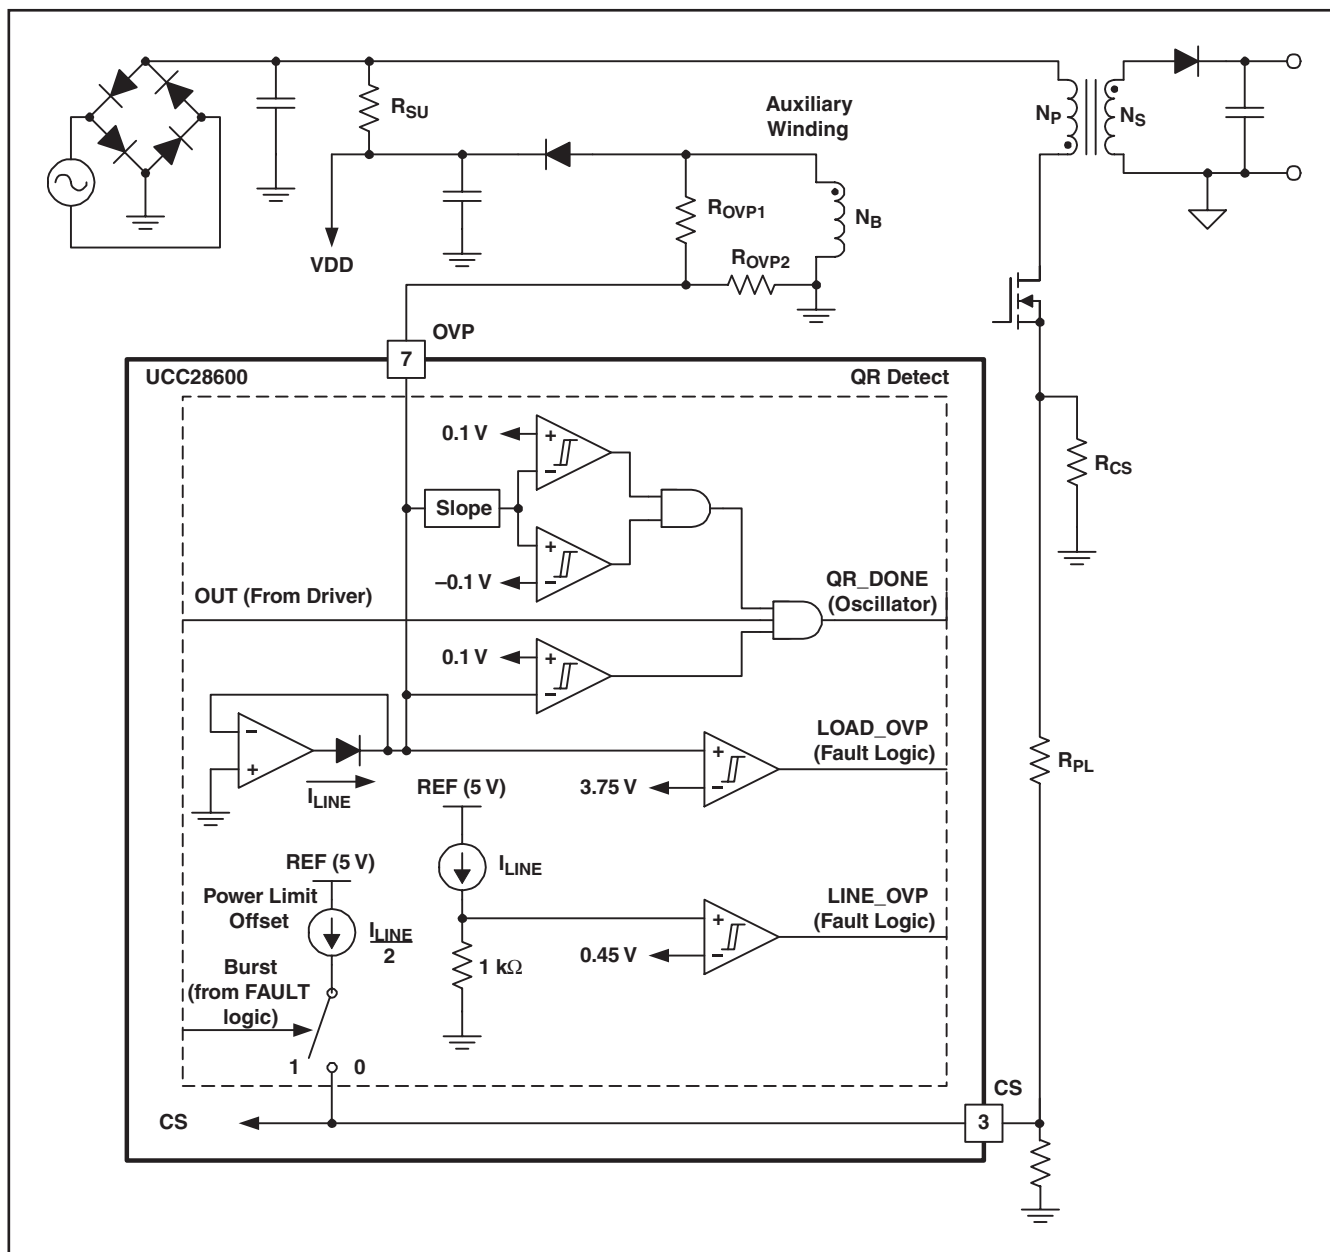 R_SU
Auxiliary
Winding
N_P
N_S
R_OVP1
N_B
R_OVP2
VDD
OVP
7
UCC28600
QR Detect
0.1 V
+
−
R_CS
Slope
+
−
−0.1 V
QR_DONE
(Oscillator)
OUT (From Driver)
0.1 V
+
−
−
+
I_LINE
LOAD_OVP
(Fault Logic)
+
−
3.75 V
R_PL
REF (5 V)
I_LINE
REF (5 V)
Power Limit
Offset
I_LINE
2
LINE_OVP
(Fault Logic)
+
−
0.45 V
1 kΩ
Burst
(from FAULT
logic)
1 0
CS
CS
3